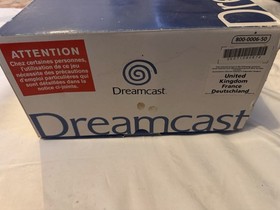 ATTENTION
Chez certaines personnes,
l'utilisation de ce jeu
nécessite des précautions
d'emploi particulières qui
sont détaillées dans la
notice ci-jointe.
Dreamcast
800-0006-50
United
Kingdom
France
Deutschland
Dreamcast